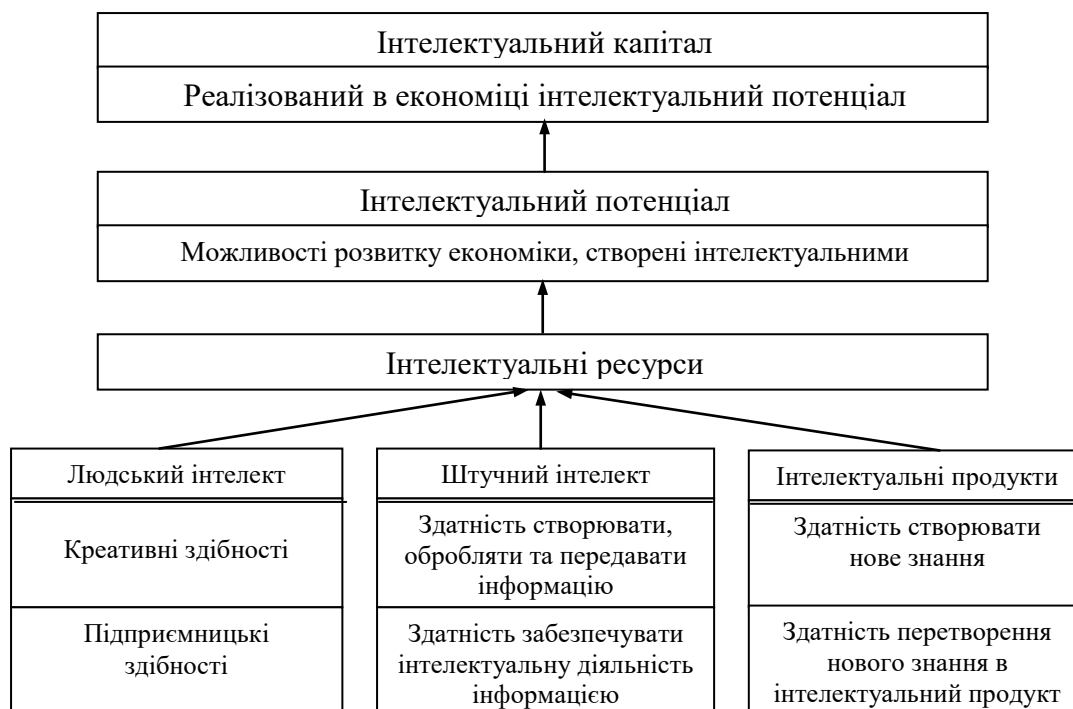 Інтелектуальний капітал
Реалізований в економіці інтелектуальний потенціал
Інтелектуальний потенціал
Можливості розвитку економіки, створені інтелектуальними
Інтелектуальні ресурси
Людський інтелект
Креативні здібності
Підприємницькі
здібності
Штучний інтелект
Здатність створювати,
обробляти та передавати
інформацію
Здатність забезпечувати
інтелектуальну діяльність
інформацією
Інтелектуальні продукти
Здатність створювати
нове знання
Здатність перетворення
нового знання в
інтелектуальний продукт